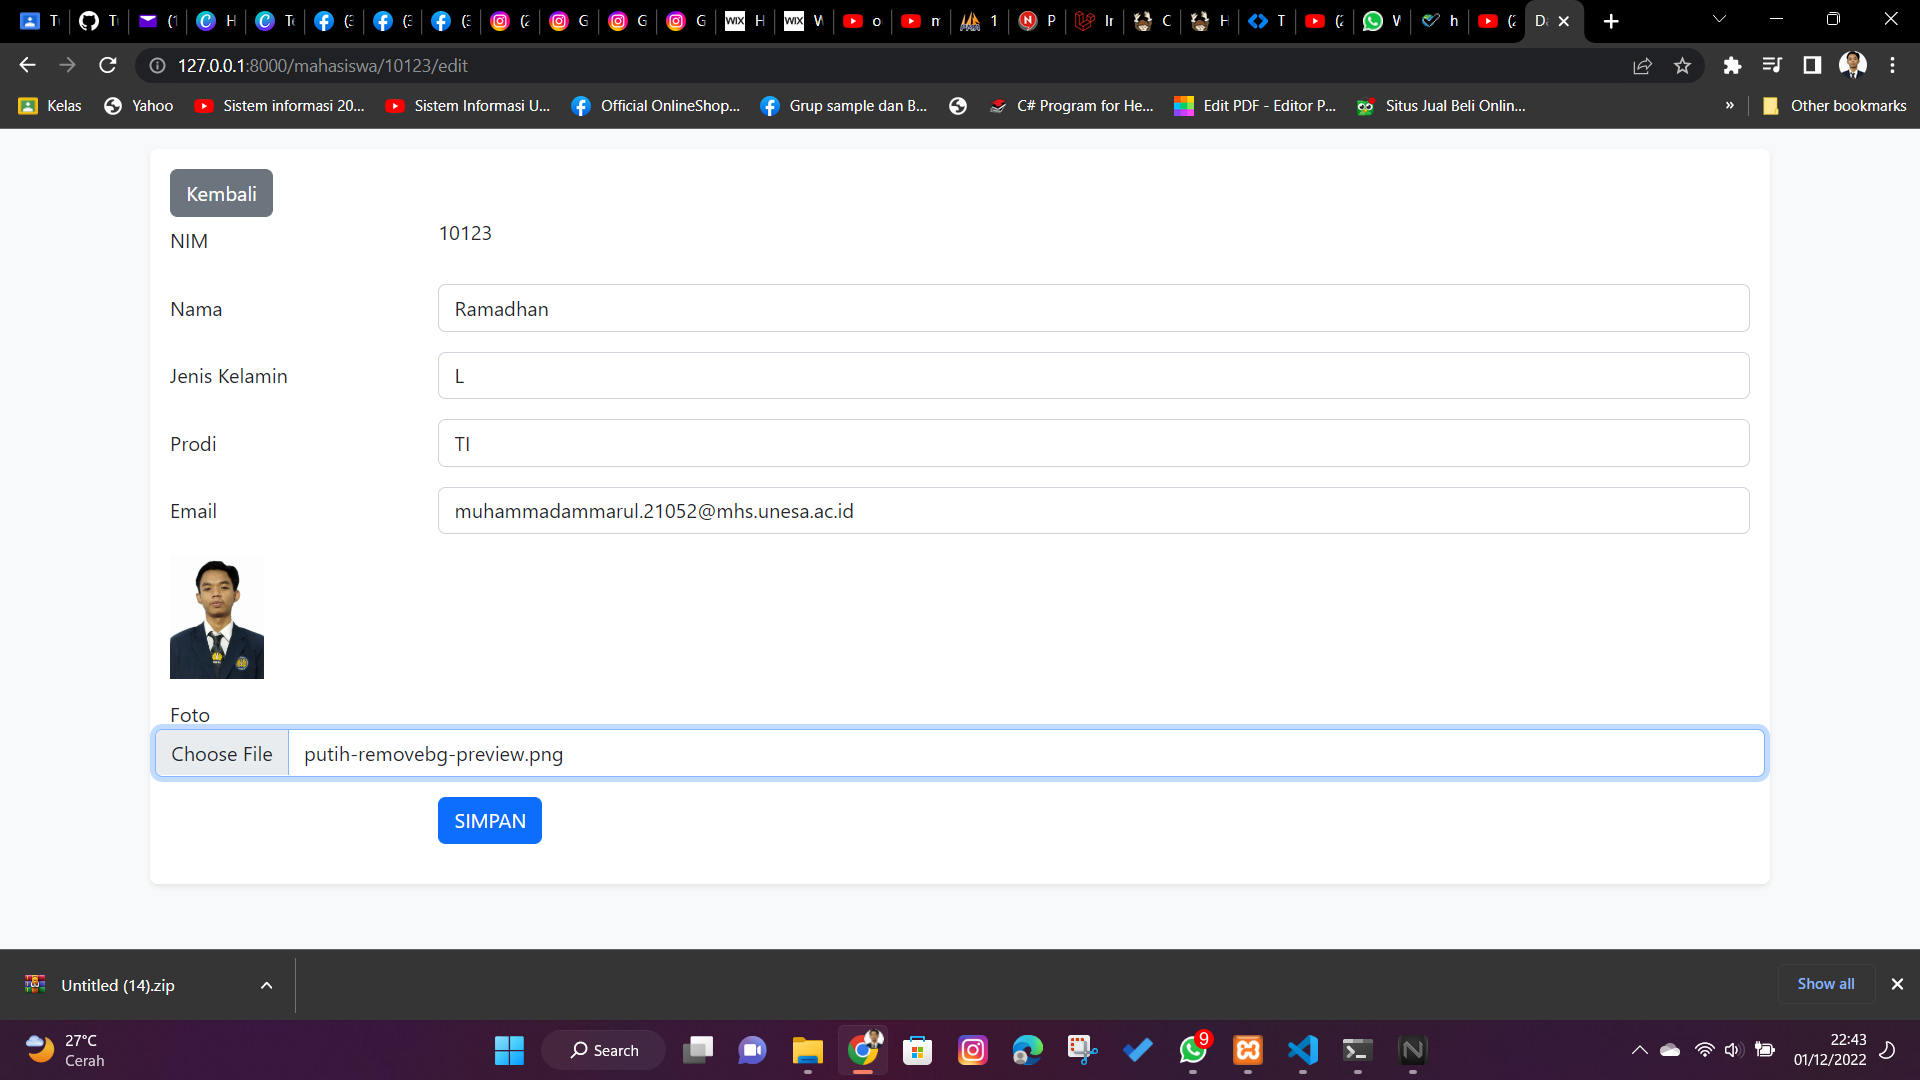 127.0.0.1:8000/mahasiswa/10123/edit
Kelas
Yahoo
Sistem informasi 20...
Sistem Informasi U...
Official OnlineShop...
Grup sample dan B...
C# Program for He...
Edit PDF - Editor P...
Situs Jual Beli Onlin...
»
Other bookmarks
Kembali
NIM
10123
Nama
Ramadhan
Jenis Kelamin
L
Prodi
TI
Email
muhammadammarul.21052@mhs.unesa.ac.id
Foto
Choose File
putih-removebg-preview.png
SIMPAN
Untitled (14).zip
Show all
27°C
Cerah
Search
9
22:43
01/12/2022